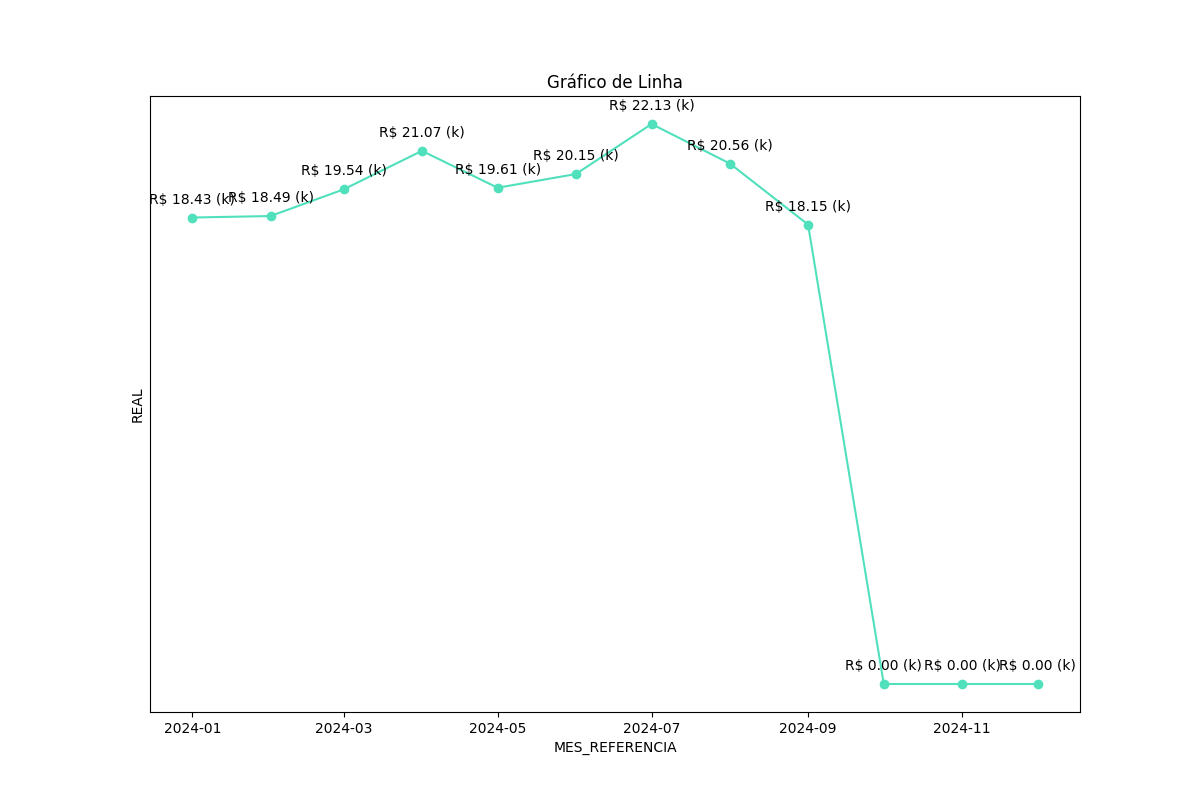 Gráfico de Linha
R$ 22.13 (k)
R$ 21.07 (k)
R$ 20.56 (k)
R$ 20.15 (k)
R$ 19.54 (k)
R$ 19.61 (k)
R$ 18.43 (k)
R$ 18.49 (k)
R$ 18.15 (k)
REAL
R$ 0.00 (k)
R$ 0.00 (k)
R$ 0.00 (k)
2024-01
2024-03
2024-05
2024-07
2024-09
2024-11
MES_REFERENCIA